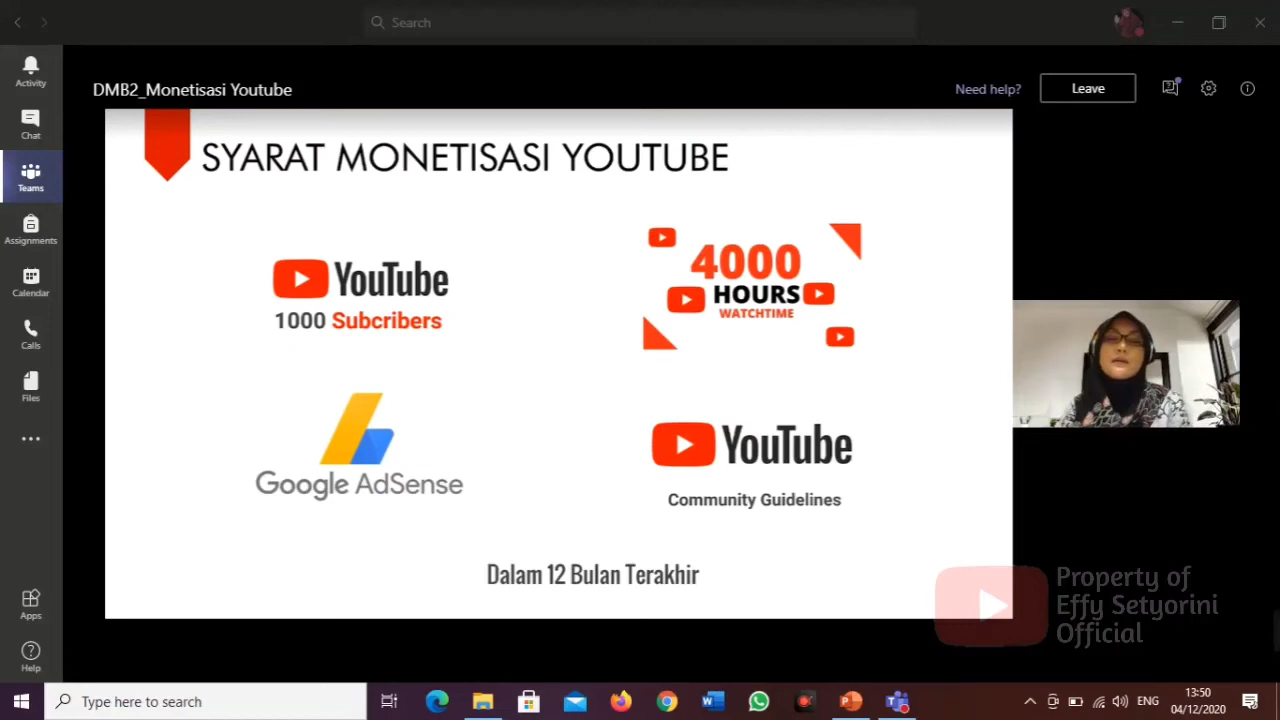 Search
Activity
Chat
Teams
Assignments
Calendar
Calls
Files
Apps
Help
DMB2_Monetisasi Youtube
Need help?
Leave
SYARAT MONETISASI YOUTUBE
YouTube
1000 Subcribers
4000
HOURS
WATCHTIME
Google AdSense
YouTube
Community Guidelines
Dalam 12 Bulan Terakhir
Property of
Effy Setyorini
Official
Type here to search
ENG
13:50
04/12/2020